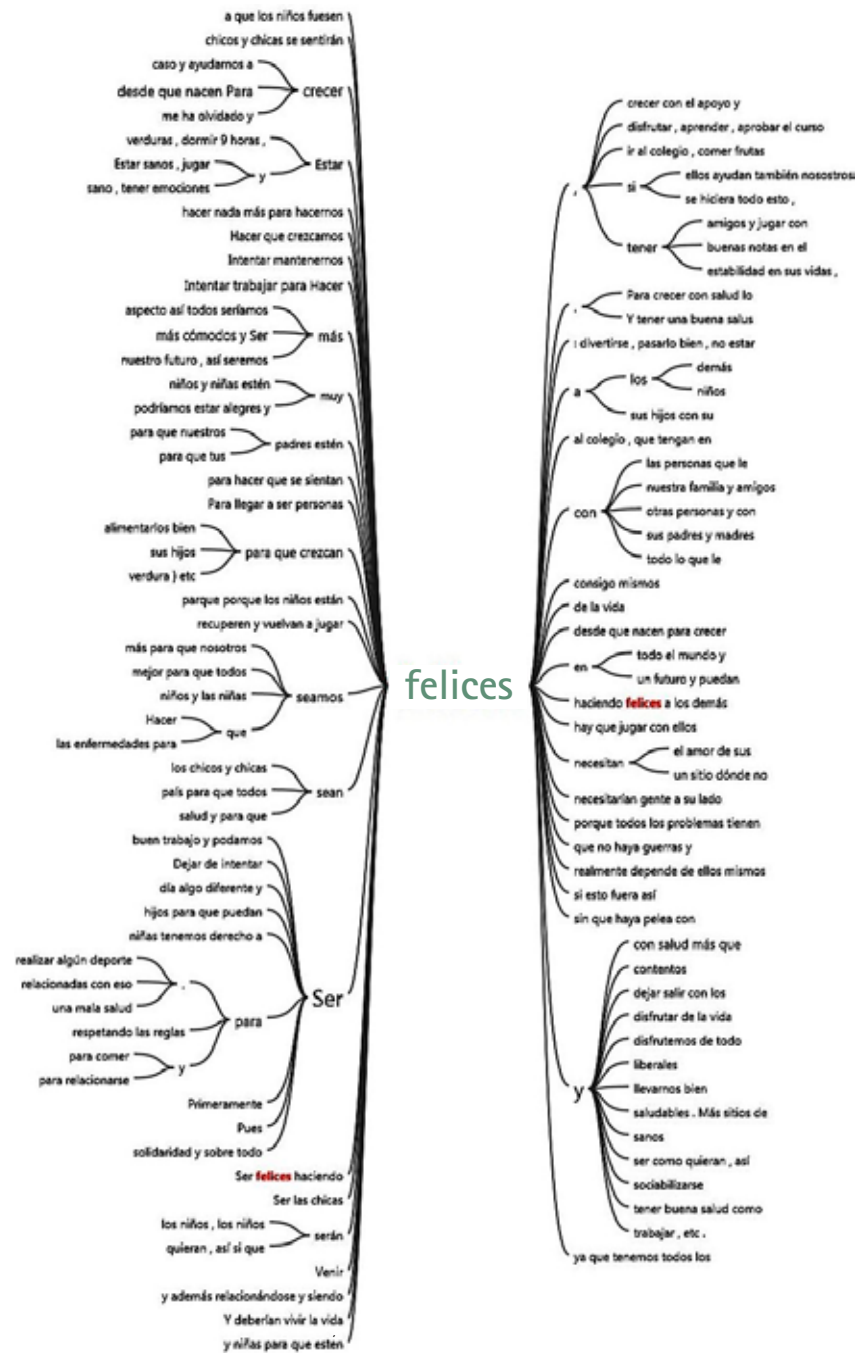 a que los niños fuesen
chicos y chicas se sentirán
caso y ayudarnos a
desde que nacen Para
me ha olvidado y
crecer
verduras , dormir 9 horas ,
Estar sanos , jugar
sano , tener emociones
y
Estar
hacer nada más para hacernos
Hacer que crezcamos
Intentar mantenernos
Intentar trabajar para Hacer
aspecto así todos seríamos
más cómodos y Ser
nuestro futuro , así seremos
más
niños y niñas estén
podríamos estar alegres y
muy
para que nuestros
para que tus
padres estén
para hacer que se sientan
Para llegar a ser personas
alimentarlos bien
sus hijos
verdura ) etc
para que crezcan
parque porque los niños están
recuperen y vuelvan a jugar
más para que nosotros
mejor para que todos
niños y las niñas
Hacer
las enfermedades para
que
seamos
los chicos y chicas
país para que todos
salud y para que
sean
buen trabajo y podamos
Dejar de intentar
día algo diferente y
hijos para que puedan
niñas tenemos derecho a
realizar algún deporte
relacionadas con eso
una mala salud
.
respetando las reglas
para comer
para relacionarse
y
para
Primeramente
Pues
solidaridad y sobre todo
Ser
Ser felices haciendo
Ser las chicas
los niños , los niños
quieran , así si que
serán
Venir
y además relacionándose y siendo
Y deberían vivir la vida
y niñas para que estén
felices
,
crecer con el apoyo y
disfrutar , aprender , aprobar el curso
ir al colegio , comer frutas
si
ellos ayudan también nosostrosa
se hiciera todo esto ,
tener
amigos y jugar con
buenas notas en el
estabilidad en sus vidas ,
.
Para crecer con salud lo
Y tener una buena salus
: divertirse , pasarlo bien , no estar
a
los
demás
niños
sus hijos con su
al colegio , que tengan en
con
las personas que le
nuestra familia y amigos
otras personas y con
sus padres y madres
todo lo que le
consigo mismos
de la vida
desde que nacen para crecer
en
todo el mundo y
un futuro y puedan
haciendo felices a los demás
hay que jugar con ellos
necesitan
el amor de sus
un sitio dónde no
necesitarían gente a su lado
porque todos los problemas tienen
que no haya guerras y
realmente depende de ellos mismos
si esto fuera así
sin que haya pelea con
y
con salud más que
contentos
dejar salir con los
disfrutar de la vida
disfrutemos de todo
liberales
llevarnos bien
saludables . Más sitios de
sanos
ser como quieran , así
sociabilizarse
tener buena salud como
trabajar , etc .
ya que tenemos todos los